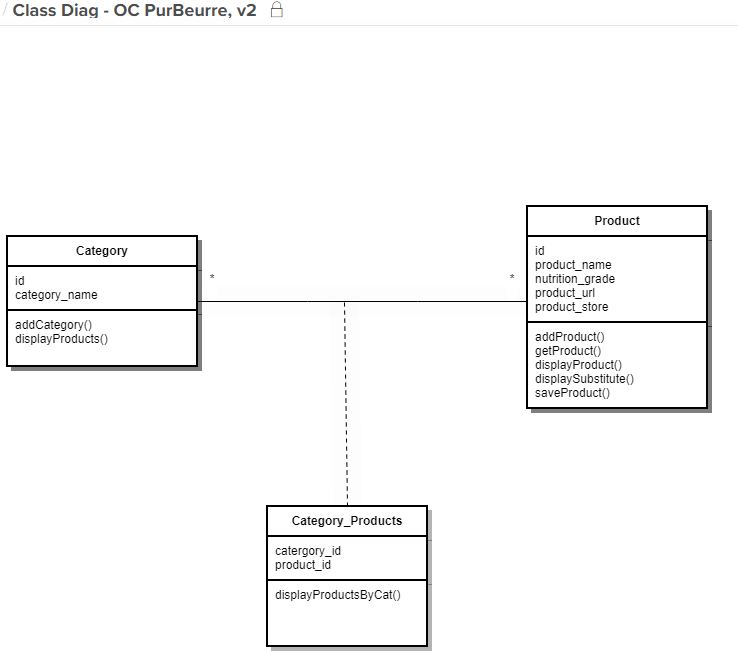 / Class Diag - OC PurBeurre, v2
Category
id
category_name
addCategory()
displayProducts()
*
*
Product
id
product_name
nutrition_grade
product_url
product_store
addProduct()
getProduct()
displayProduct()
displaySubstitute()
saveProduct()
Category_Products
catergory_id
product_id
displayProductsByCat()